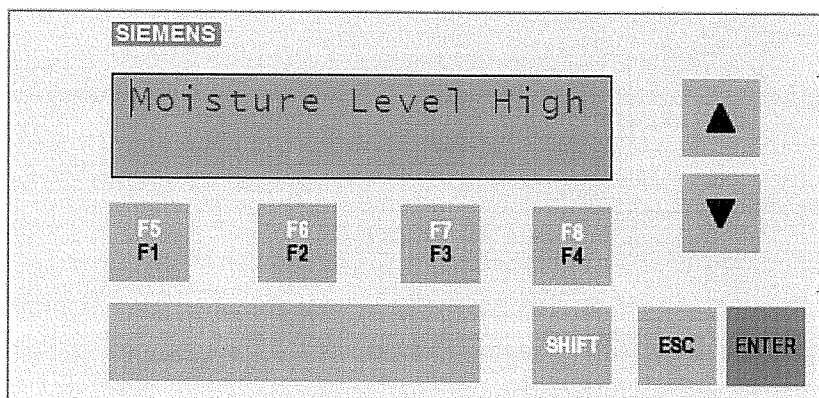 SIEMENS
Moisture Level High
F5 F6 F7 F8
F1 F2 F3 F4
SHIFT ESC ENTER